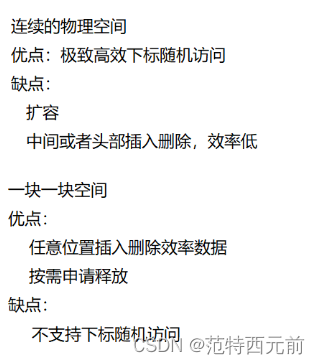 连续的物理空间
优点：极致高效下标随机访问
缺点：
扩容
中间或者头部插入删除，效率低
一块一块空间
优点：
任意位置插入删除效率数据
按需申请释放
缺点：
不支持下标随机访问
CSDN @范特西元前